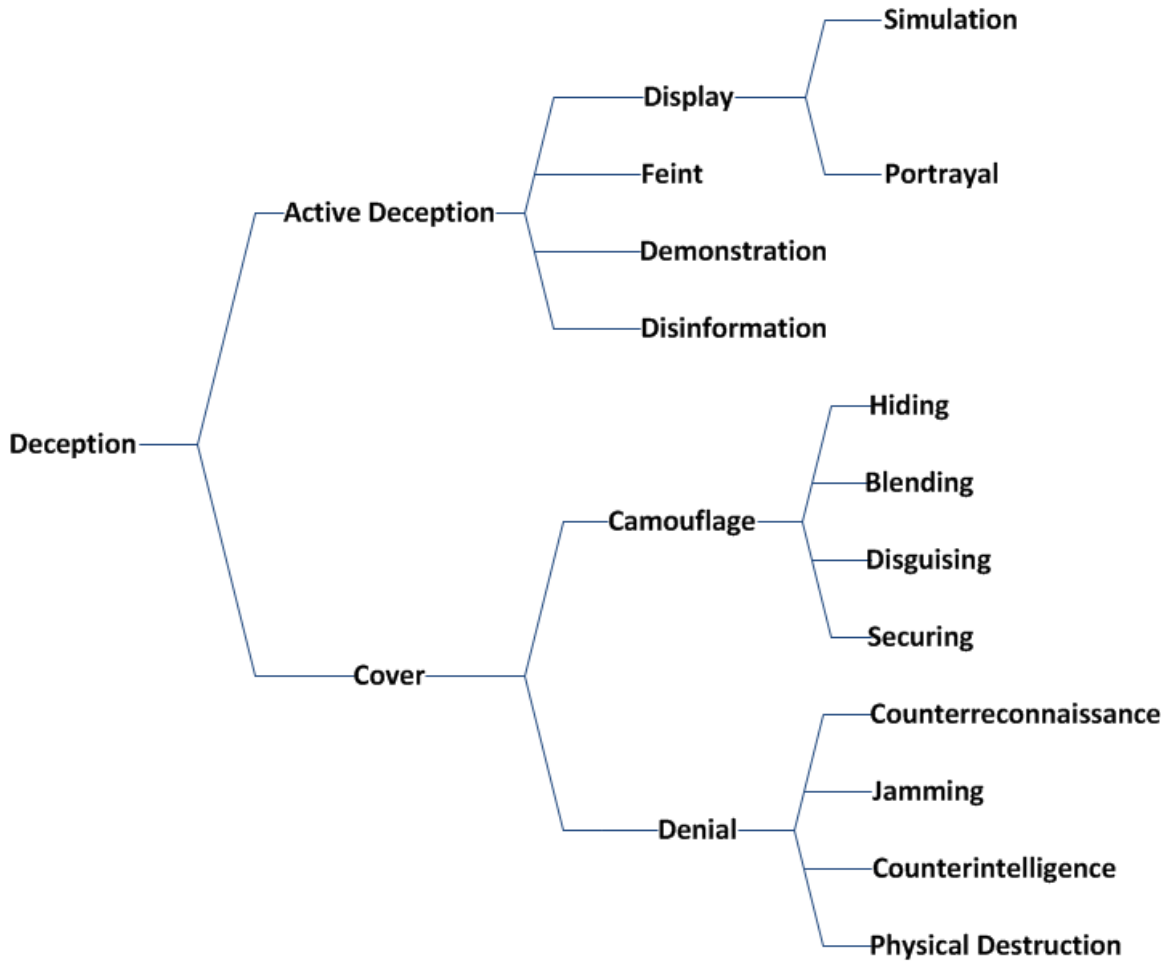 Simulation
Display
Feint
Portrayal
Active Deception
Demonstration
Disinformation
Hiding
Deception
Blending
Camouflage
Disguising
Securing
Cover
Counterreconnaissance
Jamming
Denial
Counterintelligence
Physical Destruction